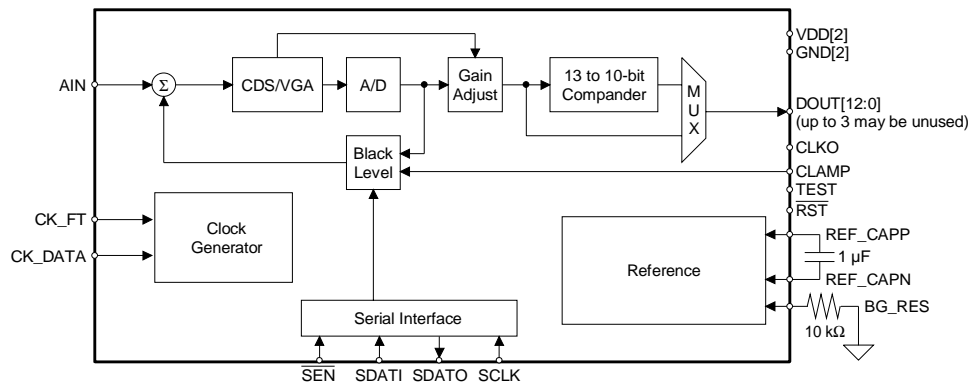 VDD[2]
GND[2]
AIN
Σ
CDS/VGA
A/D
Gain
Adjust
13 to 10-bit
Compander
MUX
DOUT[12:0]
(up to 3 may be unused)
CLKO
Black
Level
CLAMP
TEST
RST
CK_FT
CK_DATA
Clock
Generator
Reference
REF_CAPP
1 µF
REF_CAPN
BG_RES
10 kΩ
Serial Interface
SEN SDATI SDATO SCLK